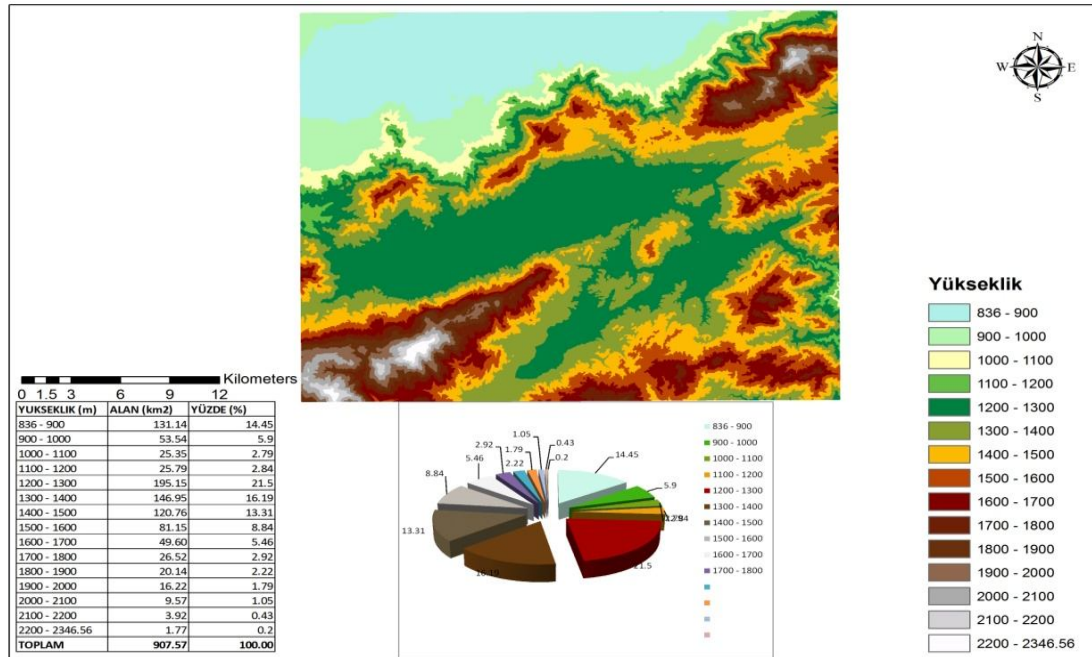 N
W E
S
Yükseklik
836 - 900
900 - 1000
1000 - 1100
1100 - 1200
1200 - 1300
1300 - 1400
1400 - 1500
1500 - 1600
1600 - 1700
1700 - 1800
1800 - 1900
1900 - 2000
2000 - 2100
2100 - 2200
2200 - 2346.56
Kilometers
0 1.5 3 6 9 12
YUKSEKLIK (m) ALAN (km2) YÜZDE (%)
836 - 900 131.14 14.45
900 - 1000 53.54 5.9
1000 - 1100 25.35 2.79
1100 - 1200 25.79 2.84
1200 - 1300 195.15 21.5
1300 - 1400 146.95 16.19
1400 - 1500 120.76 13.31
1500 - 1600 81.15 8.84
1600 - 1700 49.60 5.46
1700 - 1800 26.52 2.92
1800 - 1900 20.14 2.22
1900 - 2000 16.22 1.79
2000 - 2100 9.57 1.05
2100 - 2200 3.92 0.43
2200 - 2346.56 1.77 0.2
TOPLAM 907.57 100.00
14.45
5.9
21.5
16.19
13.31
8.84
5.46
2.92
2.22
1.79
1.05
0.43
0.2
836 - 900
900 - 1000
1000 - 1100
1100 - 1200
1200 - 1300
1300 - 1400
1400 - 1500
1500 - 1600
1600 - 1700
1700 - 1800